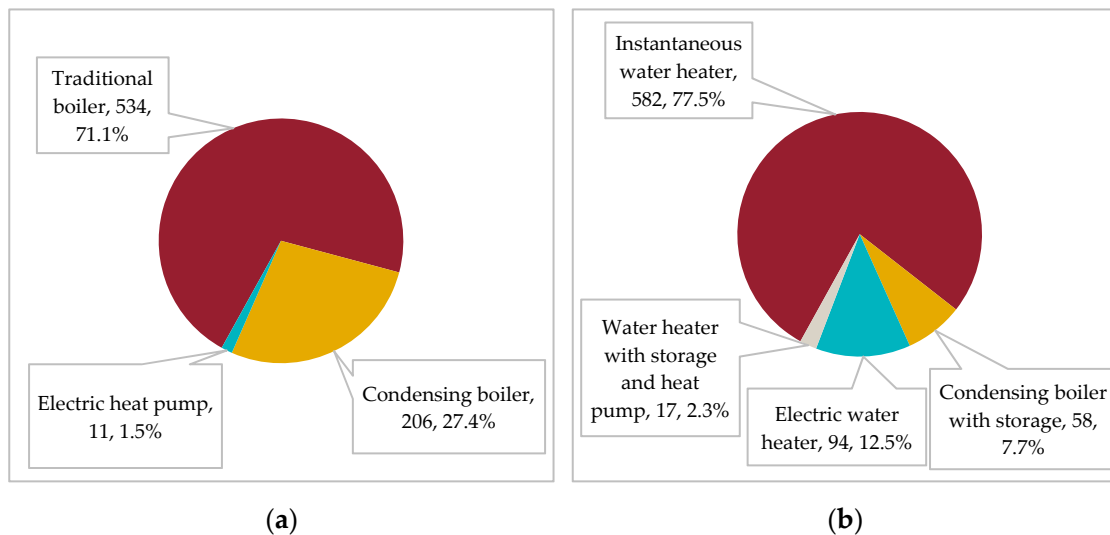 Traditional
boiler, 534,
71.1%
Electric heat pump,
11, 1.5%
Condensing boiler,
206, 27.4%
(a)
Instantaneous
water heater,
582, 77.5%
Water heater
with storage
and heat
pump, 17, 2.3%
Electric water
heater, 94, 12.5%
Condensing boiler
with storage, 58,
7.7%
(b)